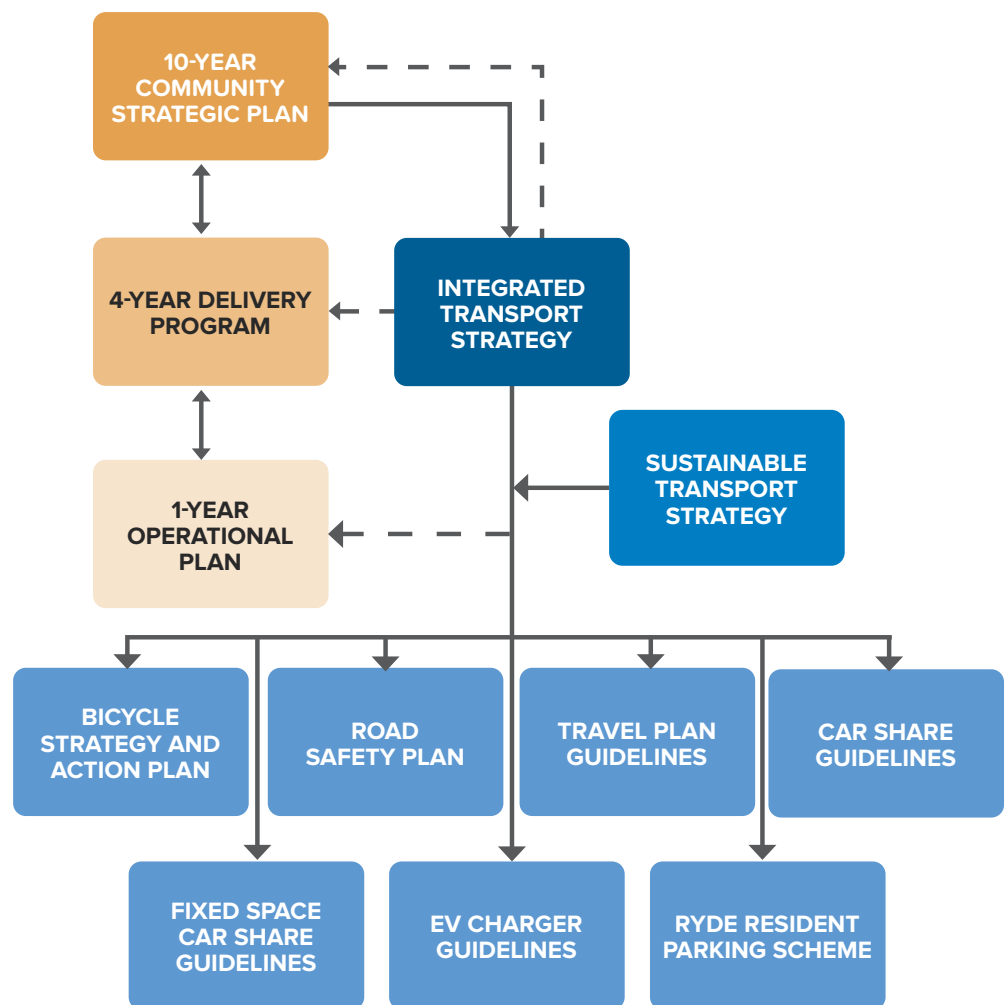 10-YEAR
COMMUNITY
STRATEGIC PLAN
4-YEAR DELIVERY
PROGRAM
INTEGRATED
TRANSPORT
STRATEGY
SUSTAINABLE
TRANSPORT
STRATEGY
1-YEAR
OPERATIONAL
PLAN
BICYCLE
STRATEGY AND
ACTION PLAN
ROAD
SAFETY PLAN
TRAVEL PLAN
GUIDELINES
CAR SHARE
GUIDELINES
FIXED SPACE
CAR SHARE
GUIDELINES
EV CHARGER
GUIDELINES
RYDE RESIDENT
PARKING SCHEME